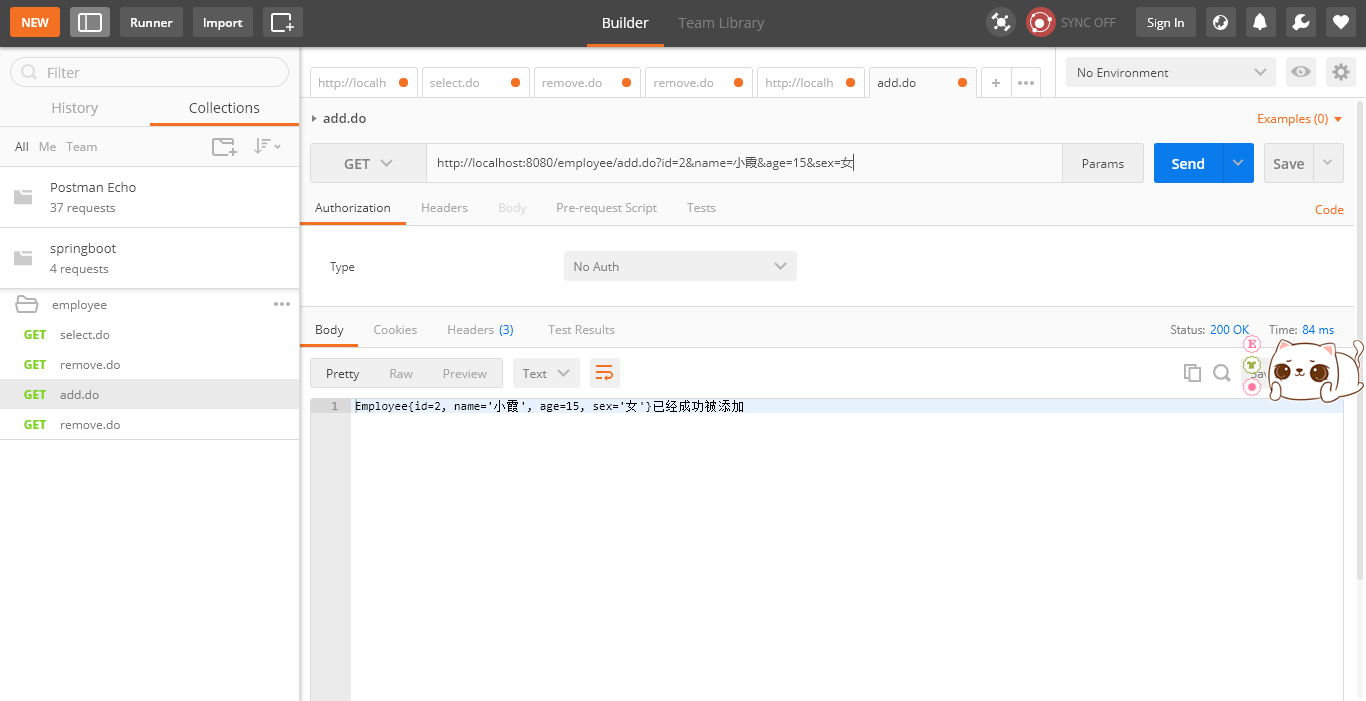 NEW Runner Import Builder Team Library SYNC OFF Sign In
Filter
History Collections
All Me Team
Postman Echo
37 requests
springboot
4 requests
employee
GET select.do
GET remove.do
GET add.do
GET remove.do
http://localh select.do remove.do remove.do http://localh add.do + ••• No Environment
add.do Examples (0)
GET http://localhost:8080/employee/add.do?id=2&name=小霞&age=15&sex=女 Params Send Save
Authorization Headers Body Pre-request Script Tests Code
Type No Auth
Body Cookies Headers (3) Test Results Status: 200 OK Time: 84 ms
E
Pretty Raw Preview Text
1 Employee{id=2, name='小霞', age=15, sex='女'}已经成功被添加